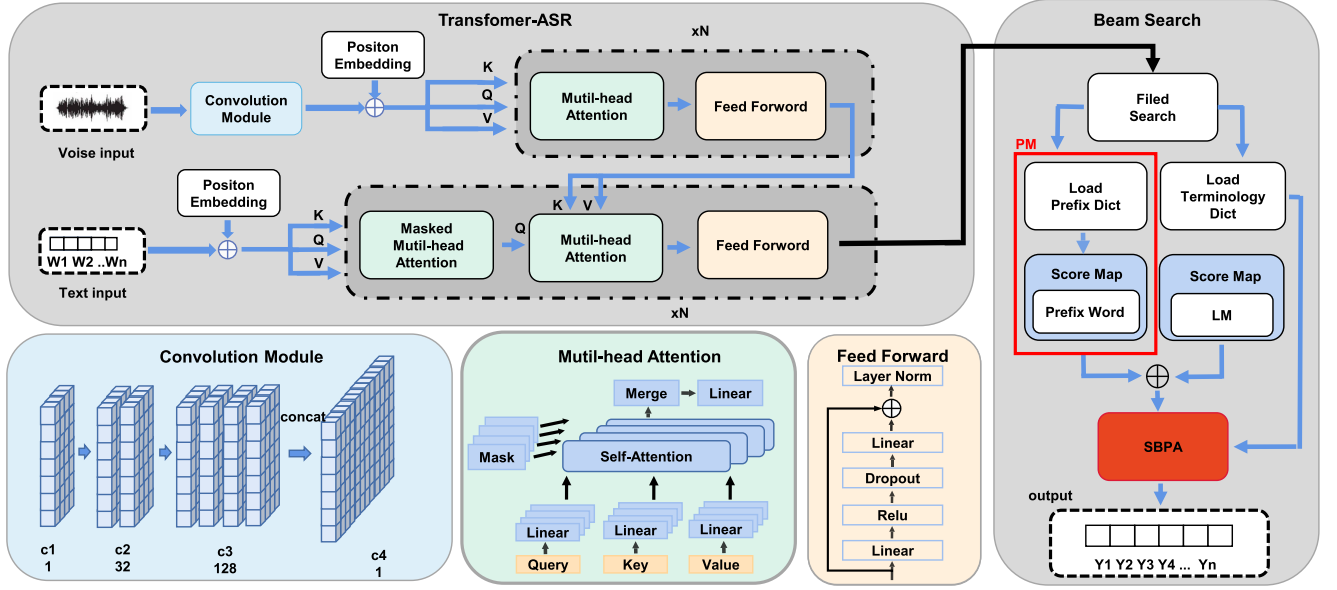 Transfomer-ASR
xN
Positon
Embedding
K
Q
V
Convolution
Module
Mutil-head
Attention
Feed Forword
Voise input
Positon
Embedding
K
Q
V
K V
Masked
Mutil-head
Attention
Q
Mutil-head
Attention
Feed Forword
W1 W2 ..Wn
Text input
xN
Beam Search
Filed
Search
PM
Load
Prefix Dict
Load
Terminology
Dict
Score Map
Prefix Word
Score Map
LM
SBPA
output
Y1 Y2 Y3 Y4 ... Yn
Convolution Module
concat
c1
1
c2
32
c3
128
c4
1
Mutil-head Attention
Merge
Linear
Mask
Self-Attention
Linear
Linear
Linear
Query
Key
Value
Feed Forward
Layer Norm
Linear
Dropout
Relu
Linear